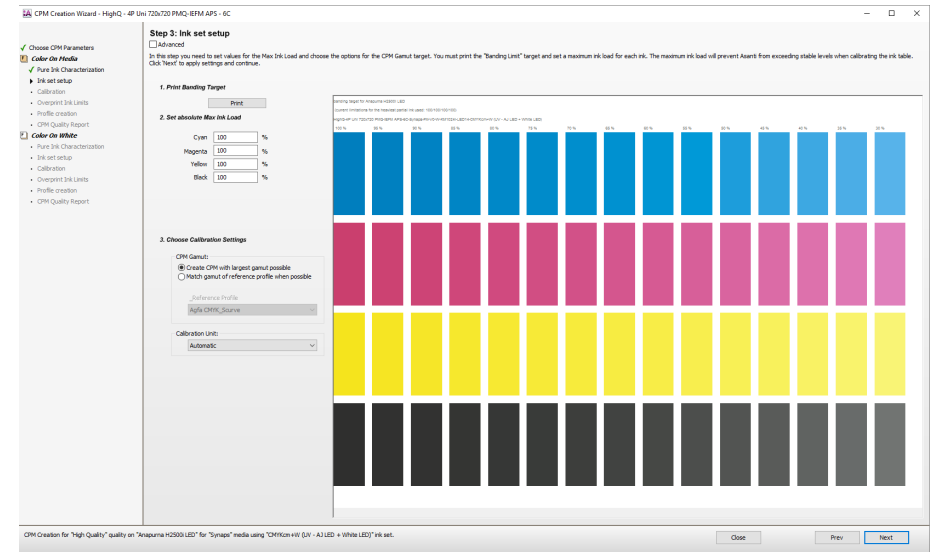 CPM Creation Wizard - HighQ - 4P Uni 720x720 PMQ-IEFM APS - 6C
Choose CPM Parameters
Color On Media
Pure Ink Characterization
Ink set setup
Calibration
Overprint Ink Limits
Profile creation
CPM Quality Report
Color On White
Pure Ink Characterization
Ink set setup
Calibration
Overprint Ink Limits
Profile creation
CPM Quality Report
Step 3: Ink set setup
Advanced
In this step you need to set values for the Max Ink Load and choose the options for the CPM Gamut target. You must print the "Banding Limit" target and set a maximum ink load for each ink. The maximum ink load will prevent Asanti from exceeding stable levels when calibrating the ink table.
Click 'Next' to apply settings and continue.
1. Print Banding Target
Print
2. Set absolute Max Ink Load
Cyan 100 %
Magenta 100 %
Yellow 100 %
Black 100 %
3. Choose Calibration Settings
CPM Gamut:
Create CPM with largest gamut possible
Match gamut of reference profile when possible
_Reference Profile
Agfa CMYK_Scurve
Calibration Unit:
Automatic
Banding target for Anapurna H2500i LED
100 % 95 % 90 % 85 % 80 % 75 % 70 % 65 % 60 % 55 % 50 % 45 % 40 % 35 % 30 %
CPM Creation for "High Quality" quality on "Anapurna H2500i LED" for "Synaps" media using "CMYKcm+W (UV - AJ LED + White LED)" ink set.
Close
Prev
Next